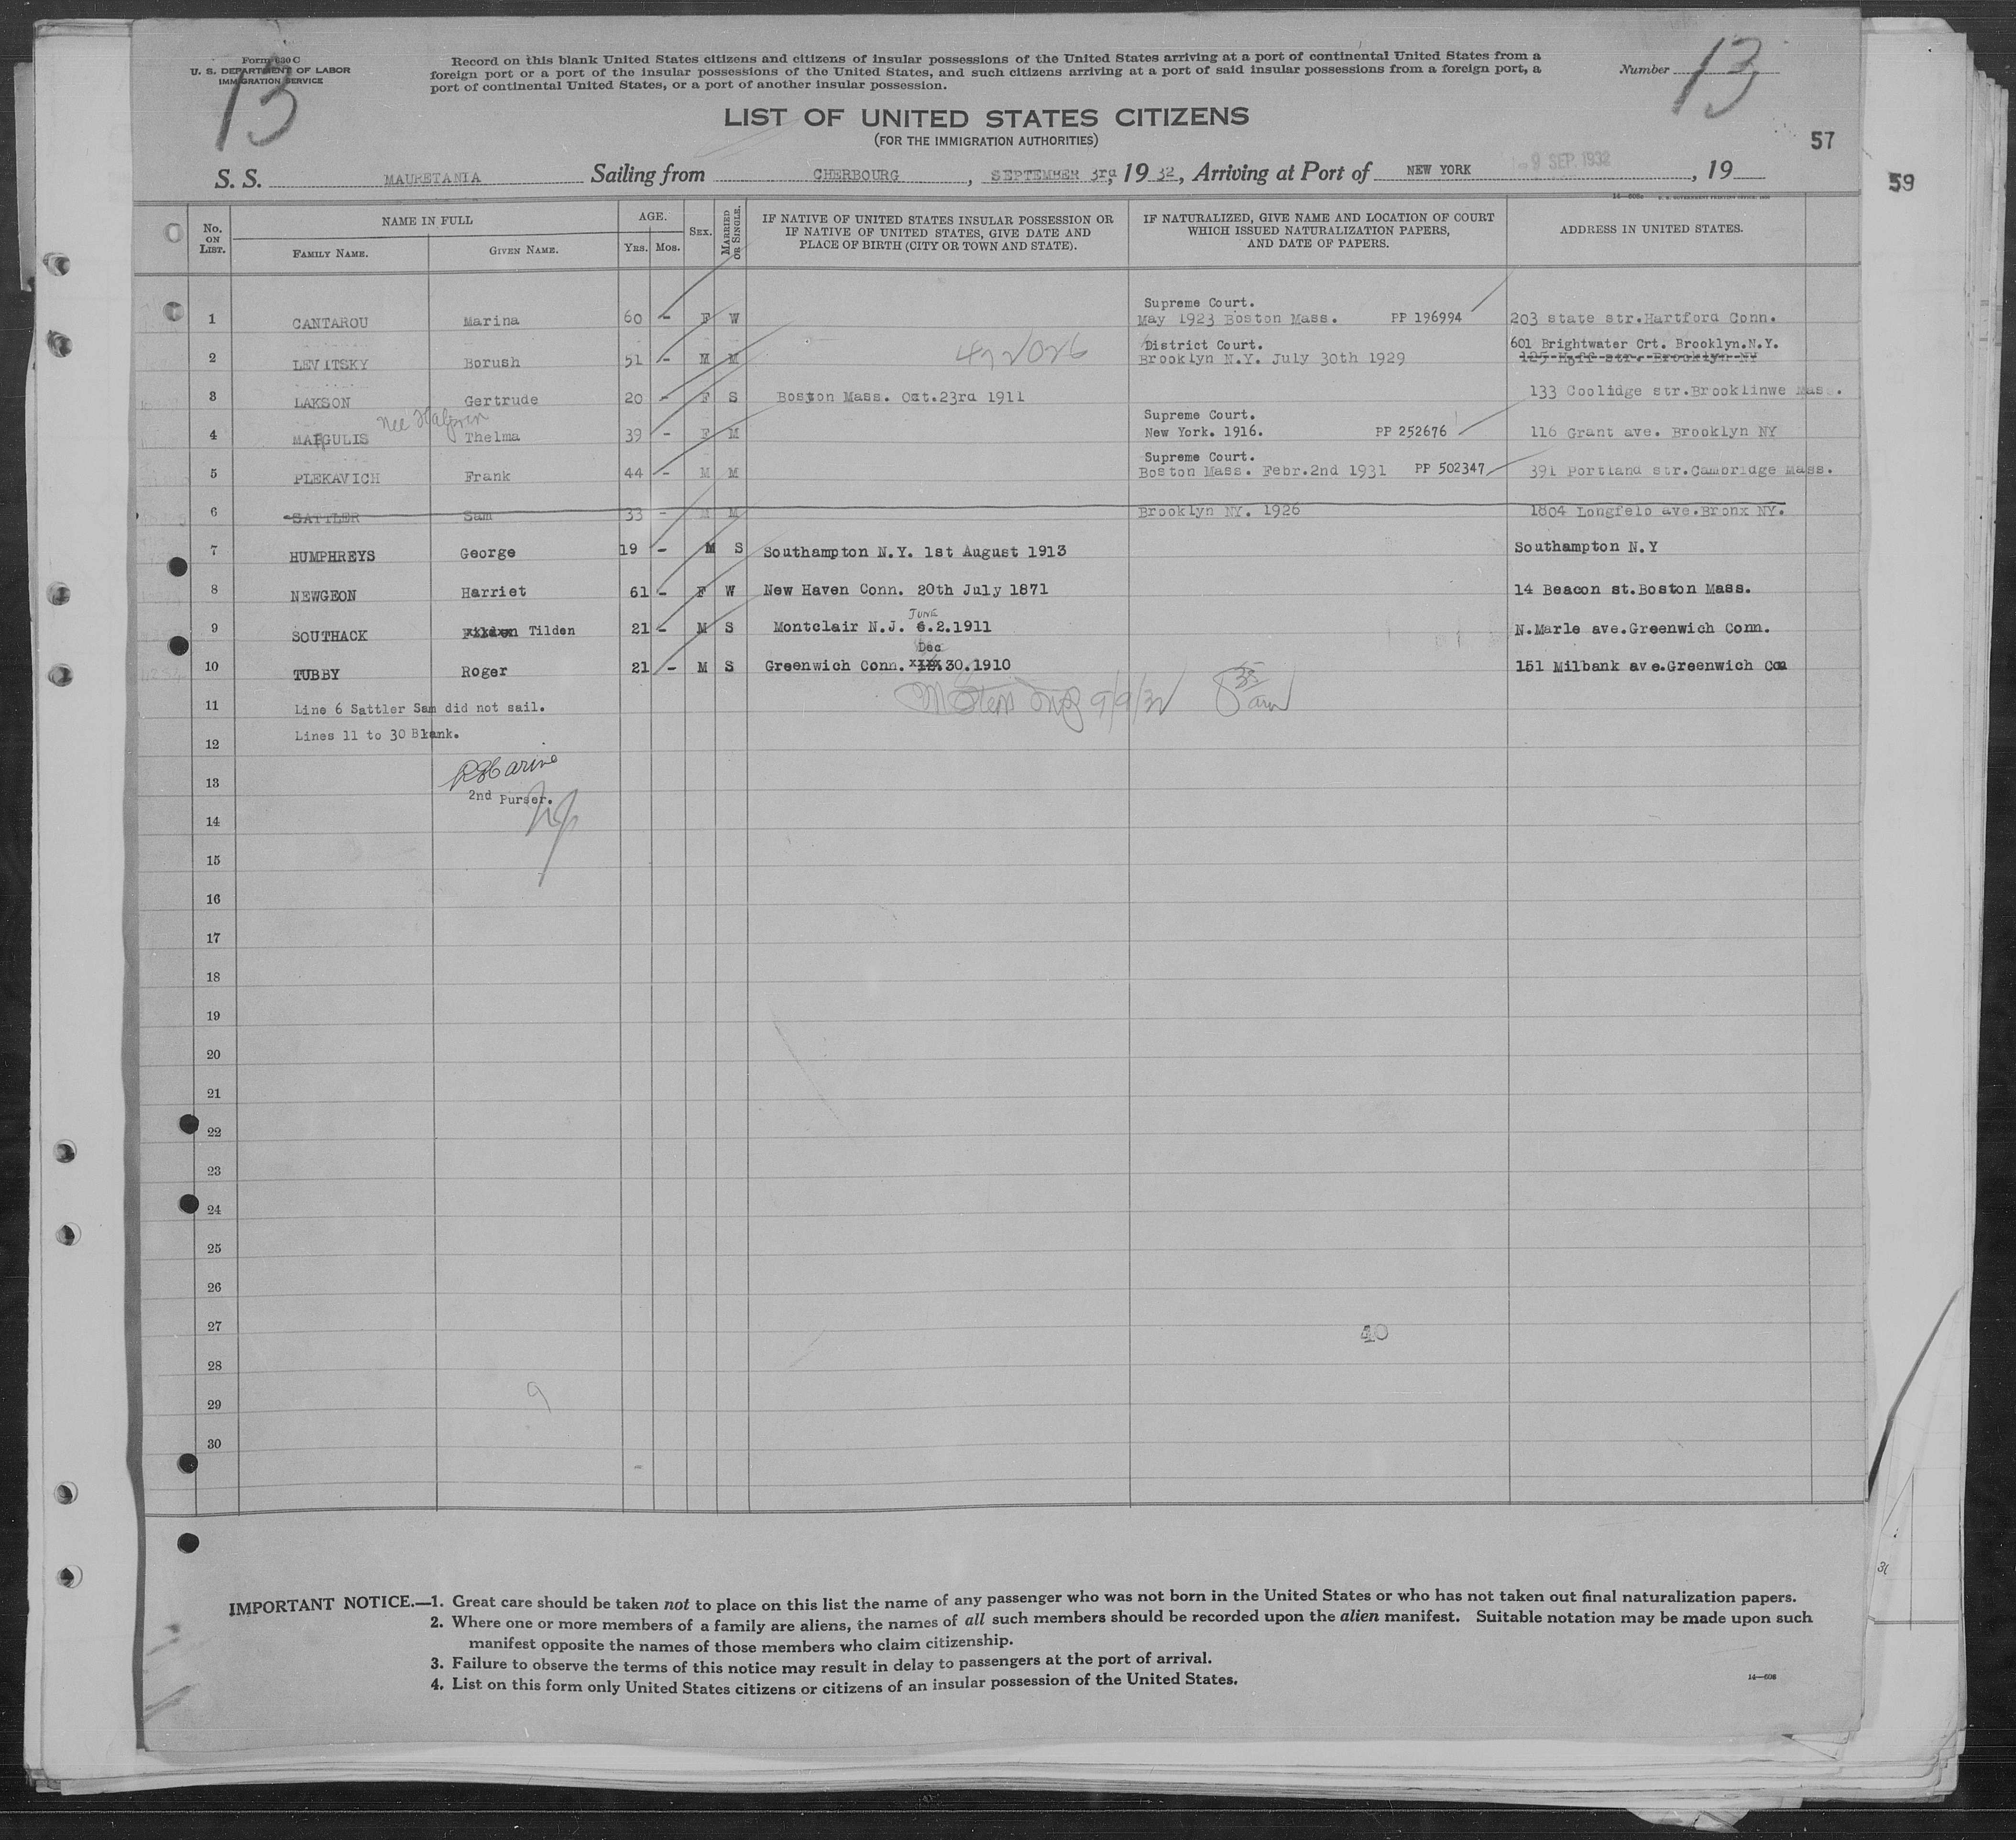 Form 630 C
U. S. DEPARTMENT OF LABOR
IMMIGRATION SERVICE
13
Record on this blank United States citizens and citizens of insular possessions of the United States arriving at a port of continental United States from a
foreign port or a port of the insular possessions of the United States, and such citizens arriving at a port of said insular possessions from a foreign port, a
port of continental United States, or a port of another insular possession.
Number 13
LIST OF UNITED STATES CITIZENS
(FOR THE IMMIGRATION AUTHORITIES)
57
59
S. S. MAURETANIA Sailing from CHERBOURG, SEPTEMBER 3rd, 19 32, Arriving at Port of NEW YORK 9 SEP. 1932, 19
No. ON LIST. NAME IN FULL FAMILY NAME. GIVEN NAME. AGE. YRS. MOS. SEX. MARRIED OR SINGLE. IF NATIVE OF UNITED STATES INSULAR POSSESSION OR IF NATIVE OF UNITED STATES, GIVE DATE AND PLACE OF BIRTH (CITY OR TOWN AND STATE). IF NATURALIZED, GIVE NAME AND LOCATION OF COURT WHICH ISSUED NATURALIZATION PAPERS, AND DATE OF PAPERS. ADDRESS IN UNITED STATES.
Supreme Court.
1 CANTAROU Marina 60 - F W May 1923 Boston Mass. PP 196994 203 state str.Hartford Conn.
District Court. 601 Brightwater Crt. Brooklyn.N.Y.
2 LEVITSKY Borush 51 - M M 422026 Brooklyn N.Y. July 30th 1929 Brooklyn NY
3 LAKSON Gertrude 20 - F S Boston Mass. Oct.23rd 1911 133 Coolidge str.Brooklinwe Mass.
nee Supreme Court.
4 MARGULIS Thelma 39 - F M New York. 1916. PP 252676 116 Grant ave. Brooklyn NY
Supreme Court.
5 PLEKAVICH Frank 44 - M M Boston Mass. Febr.2nd 1931 PP 502347 391 Portland str.Cambridge Mass.
6 SATTLER Sam 33 - M M Brooklyn NY. 1926 1804 Longfelo ave.Bronx NY.
7 HUMPHREYS George 19 - M S Southampton N.Y. 1st August 1913 Southampton N.Y
8 NEWGEON Harriet 61 - F W New Haven Conn. 20th July 1871 14 Beacon st.Boston Mass.
JUNE
9 SOUTHACK Tilden 21 - M S Montclair N.J. 6.2.1911 N.Marle ave.Greenwich Conn.
Dec
10 TUBBY Roger 21 - M S Greenwich Conn. 30.1910 151 Milbank ave.Greenwich Con
11 Line 6 Sattler Sam did not sail.
9/9/32
12 Lines 11 to 30 Blank.
13
2nd Purser.
14
15
16
17
18
19
20
21
22
23
24
25
26
27 40
28
29 9
30
IMPORTANT NOTICE.—1. Great care should be taken not to place on this list the name of any passenger who was not born in the United States or who has not taken out final naturalization papers.
2. Where one or more members of a family are aliens, the names of all such members should be recorded upon the alien manifest. Suitable notation may be made upon such
manifest opposite the names of those members who claim citizenship.
3. Failure to observe the terms of this notice may result in delay to passengers at the port of arrival.
4. List on this form only United States citizens or citizens of an insular possession of the United States.
14—608